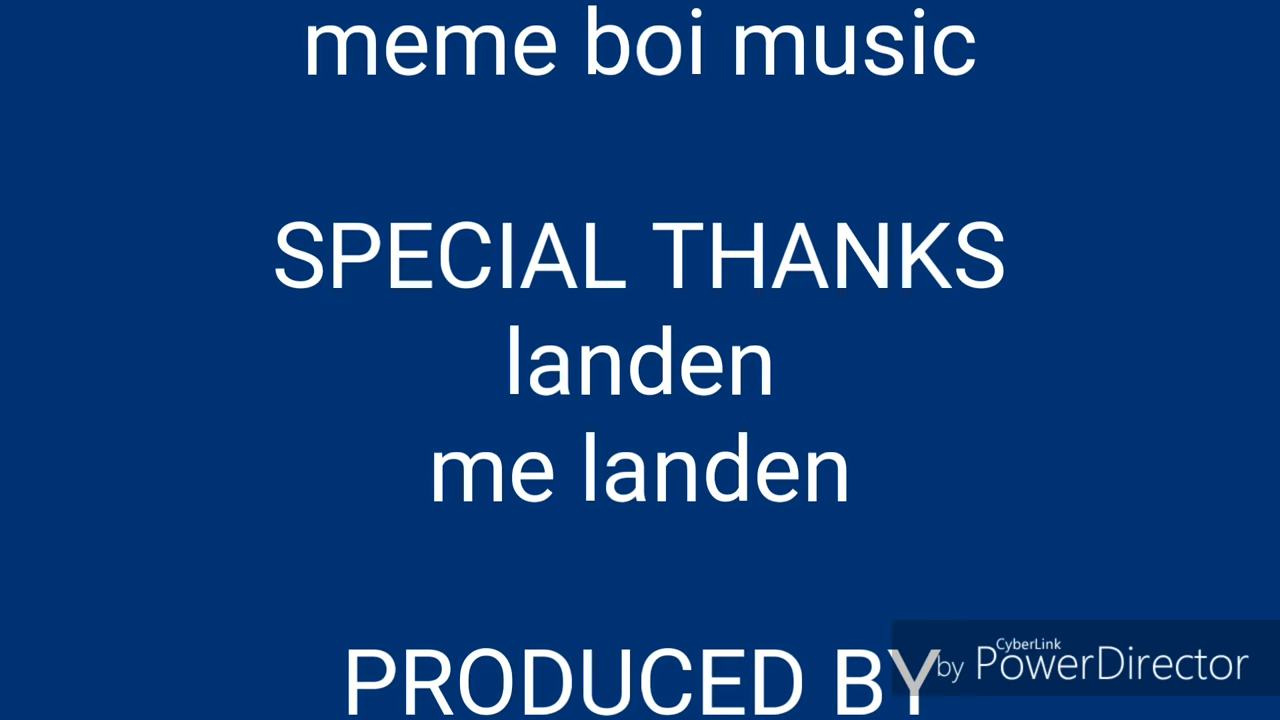 meme boi music
SPECIAL THANKS
landen
me landen
PRODUCED BY
CyberLink
by PowerDirector